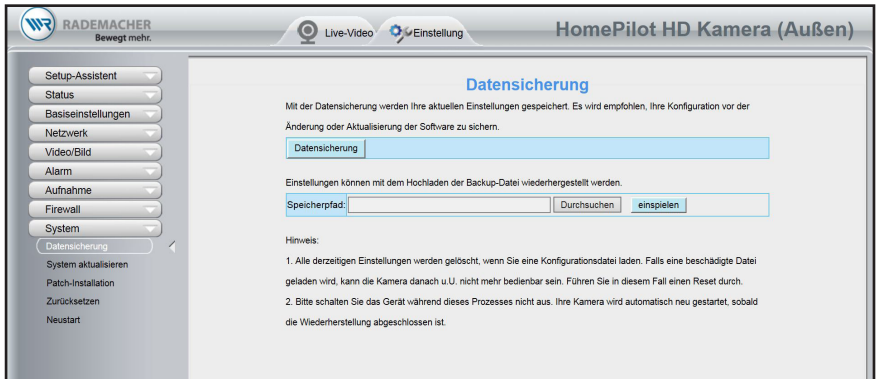 RADEMACHER
Bewegt mehr.
Live-Video
Einstellung
HomePilot HD Kamera (Außen)
Setup-Assistent
Status
Basiseinstellungen
Netzwerk
Video/Bild
Alarm
Aufnahme
Firewall
System
Datensicherung
System aktualisieren
Patch-Installation
Zurücksetzen
Neustart
Datensicherung
Mit der Datensicherung werden Ihre aktuellen Einstellungen gespeichert. Es wird empfohlen, Ihre Konfiguration vor der
Änderung oder Aktualisierung der Software zu sichern.
Datensicherung
Einstellungen können mit dem Hochladen der Backup-Datei wiederhergestellt werden.
Speicherpfad: Durchsuchen einspielen
Hinweis:
1. Alle derzeitigen Einstellungen werden gelöscht, wenn Sie eine Konfigurationsdatei laden. Falls eine beschädigte Datei
geladen wird, kann die Kamera danach u.U. nicht mehr bedienbar sein. Führen Sie in diesem Fall einen Reset durch.
2. Bitte schalten Sie das Gerät während dieses Prozesses nicht aus. Ihre Kamera wird automatisch neu gestartet, sobald
die Wiederherstellung abgeschlossen ist.